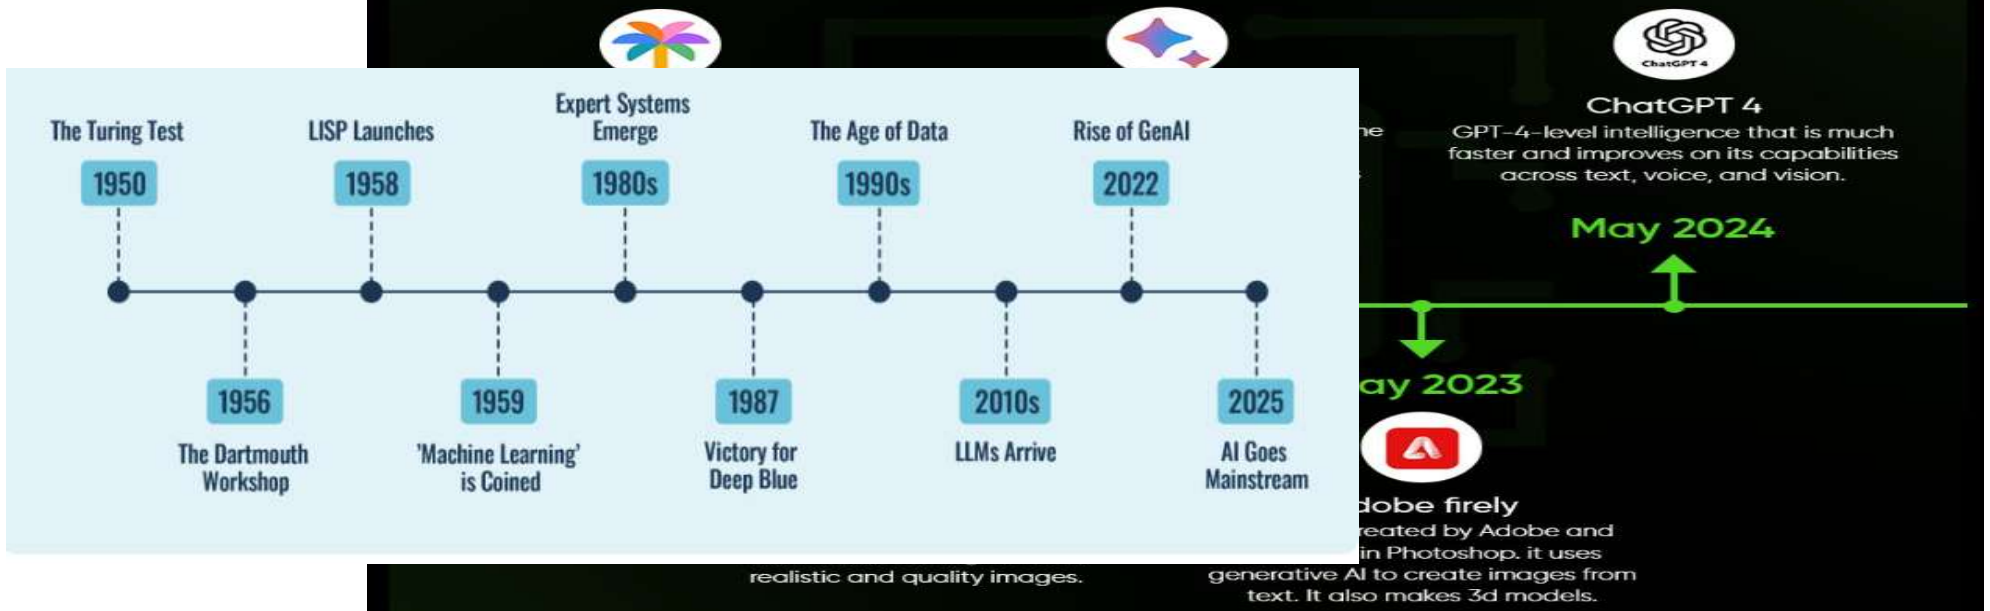 The Turing Test
1950
LISP Launches
1958
Expert Systems
Emerge
1980s
The Age of Data
1990s
Rise of GenAI
2022
1956
The Dartmouth
Workshop
1959
'Machine Learning'
is Coined
1987
Victory for
Deep Blue
2010s
LLMs Arrive
2025
AI Goes
Mainstream
ChatGPT 4
ChatGPT 4
GPT-4-level intelligence that is much
faster and improves on its capabilities
across text, voice, and vision.
May 2024
ay 2023
dobe firely
reated by Adobe and
in Photoshop. it uses
generative AI to create images from
text. It also makes 3d models.
realistic and quality images.